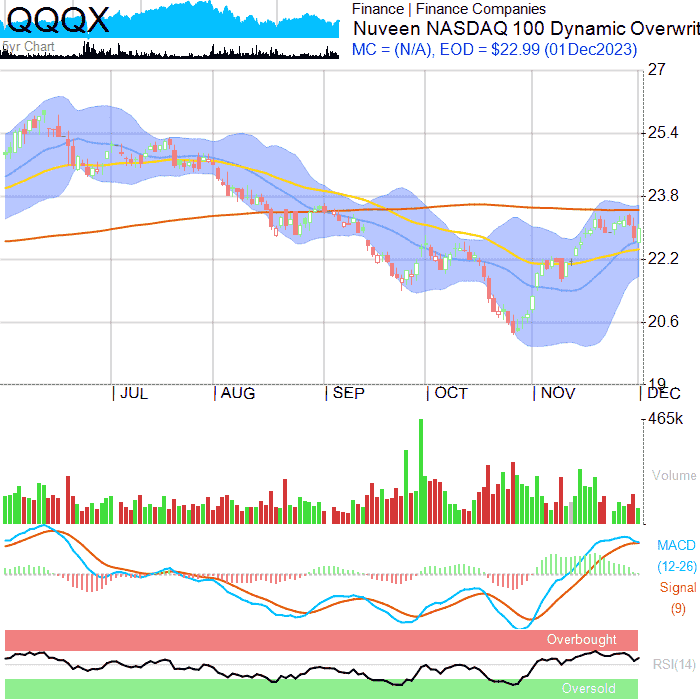 QQQX
5yr Chart
Finance | Finance Companies
Nuveen NASDAQ 100 Dynamic Overwrit
MC = (N/A), EOD = $22.99 (01Dec2023)
27
25.4
23.8
22.2
20.6
19
JUL AUG SEP OCT NOV DEC
465k
Volume
MACD
(12-26)
Signal
(9)
Overbought
RSI(14)
Oversold